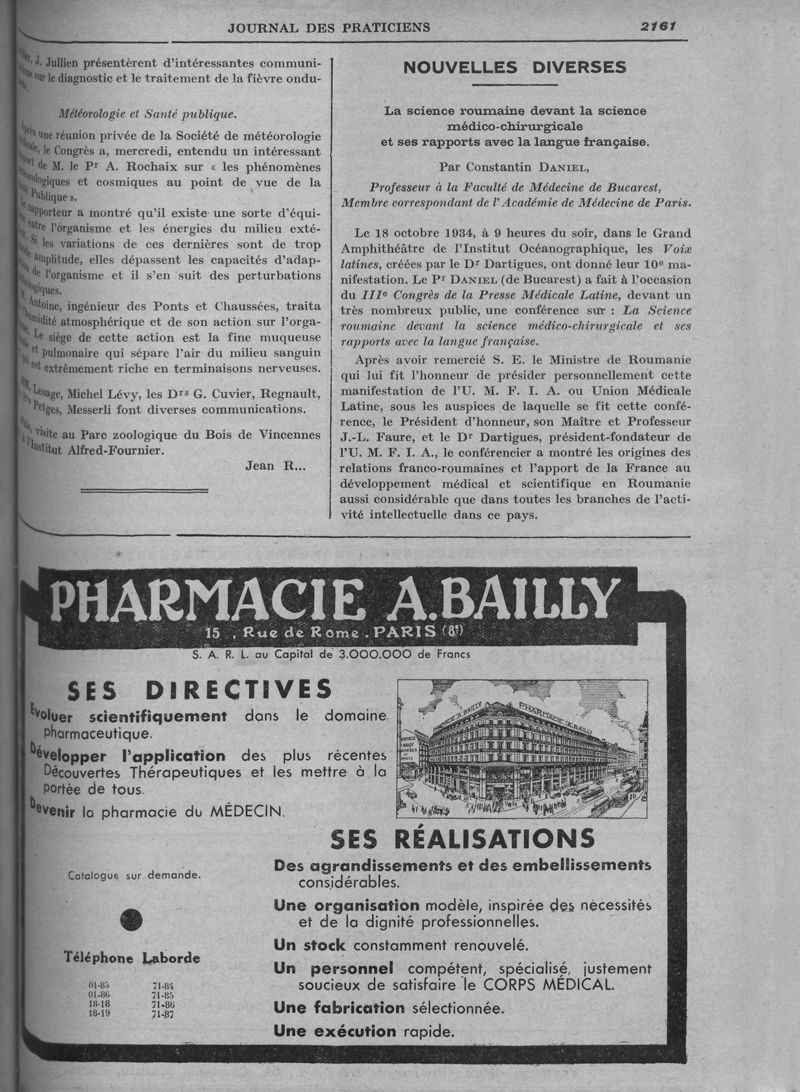 JOURNAL DES PRATICIENS
2161
J. Jullien présentèrent d'intéressantes communi-
sur le diagnostic et le traitement de la fièvre ondu-
Météorologie et Santé publique.
une réunion privée de la Société de météorologie
le Congrès a, mercredi, entendu un intéressant
de M. le Pr A. Rochaix sur « les phénomènes
et cosmiques au point de vue de la
Publique ».
rapporteur a montré qu'il existe une sorte d'équi-
entre l'organisme et les énergies du milieu exté-
Si les variations de ces dernières sont de trop
amplitude, elles dépassent les capacités d'adap-
de l'organisme et il s'en suit des perturbations
Antoine, ingénieur des Ponts et Chaussées, traita
atmosphérique et de son action sur l'orga-
Le siège de cette action est la fine muqueuse
et pulmonaire qui sépare l'air du milieu sanguin
est extrêmement riche en terminaisons nerveuses.
Lesage, Michel Lévy, les Drs G. Cuvier, Regnault,
Petges, Messerli font diverses communications.
visite au Parc zoologique du Bois de Vincennes
Alfred-Fournier.
Jean R...
NOUVELLES DIVERSES
La science roumaine devant la science
médico-chirurgicale
et ses rapports avec la langue française.
Par Constantin DANIEL,
Professeur à la Faculté de Médecine de Bucarest,
Membre correspondant de l'Académie de Médecine de Paris.
Le 18 octobre 1934, à 9 heures du soir, dans le Grand
Amphithéâtre de l'Institut Océanographique, les Voix
latines, créées par le Dr Dartigues, ont donné leur 10e ma-
nifestation. Le Pr DANIEL (de Bucarest) a fait à l'occasion
du IIIe Congrès de la Presse Médicale Latine, devant un
très nombreux public, une conférence sur : La Science
roumaine devant la science médico-chirurgicale et ses
rapports avec la langue française.
Après avoir remercié S. E. le Ministre de Roumanie
qui lui fit l'honneur de présider personnellement cette
manifestation de l'U. M. F. I. A. ou Union Médicale
Latine, sous les auspices de laquelle se fit cette confé-
rence, le Président d'honneur, son Maître et Professeur
J.-L. Faure, et le Dr Dartigues, président-fondateur de
l'U. M. F. I. A., le conférencier a montré les origines des
relations franco-roumaines et l'apport de la France au
développement médical et scientifique en Roumanie
aussi considérable que dans toutes les branches de l'acti-
vité intellectuelle dans ce pays.
PHARMACIE A. BAILLY
15, Rue de Rome. PARIS (8e)
S. A. R. L. au Capital de 3.000.000 de Francs
SES DIRECTIVES
Evoluer scientifiquement dans le domaine
pharmaceutique.
Développer l'application des plus récentes
Découvertes Thérapeutiques et les mettre à la
portée de tous.
Devenir la pharmacie du MÉDECIN.
PHARMACIE A. BAILLY
SES RÉALISATIONS
Des agrandissements et des embellissements
considérables.
Une organisation modèle, inspirée des nécessités
et de la dignité professionnelles.
Un stock constamment renouvelé.
Un personnel compétent, spécialisé, justement
soucieux de satisfaire le CORPS MÉDICAL.
Une fabrication sélectionnée.
Une exécution rapide.
Catalogue sur demande.
Téléphone Laborde
01-85 71-84
01-86 71-85
18-18 71-86
18-19 71-87